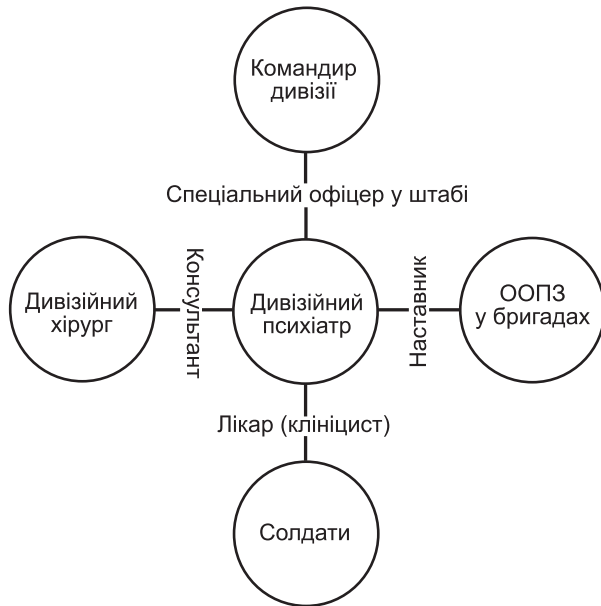 Командир
дивізії
Спеціальний офіцер у штабі
Дивізійний
хірург
Консультант
Дивізійний
психіатр
Наставник
ООПЗ
у бригадах
Лікар (клініцист)
Солдати